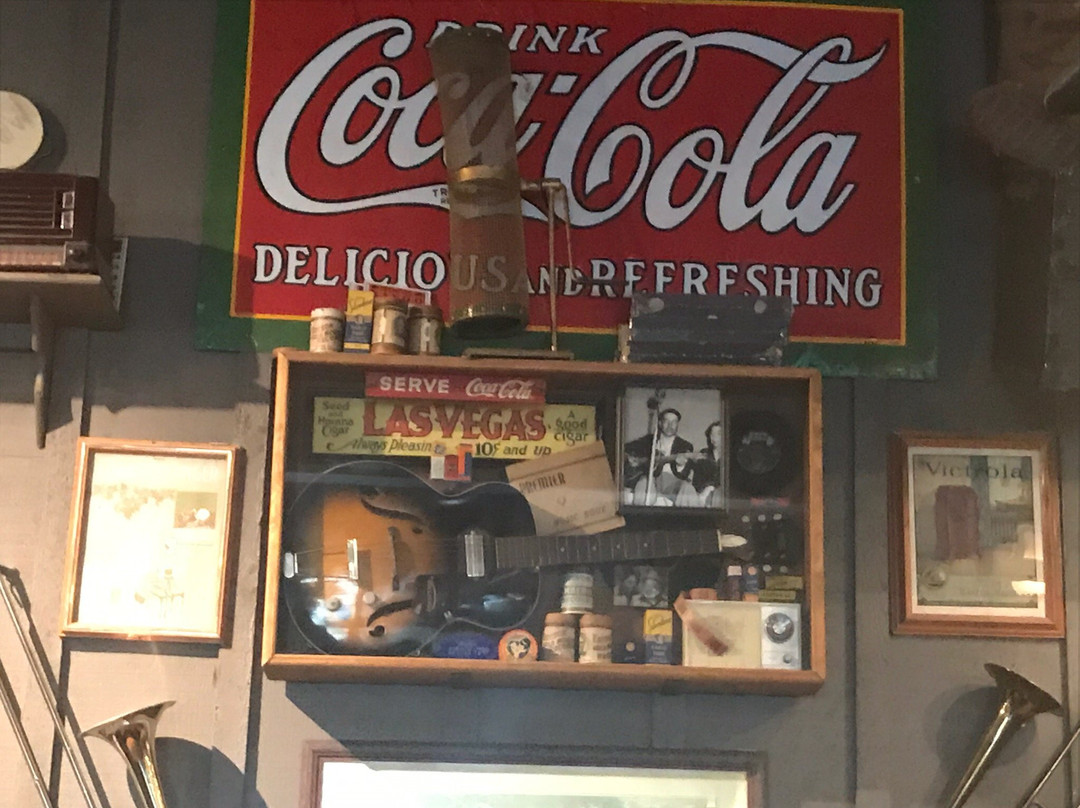 DRINK
Coca-Cola
DELICIOUS AND REFRESHING
SERVE Coca-Cola
Seed and Havana Cigar
LAS VEGAS
A good cigar
Always Pleasing 10¢ and up
PREMIER
Victrola